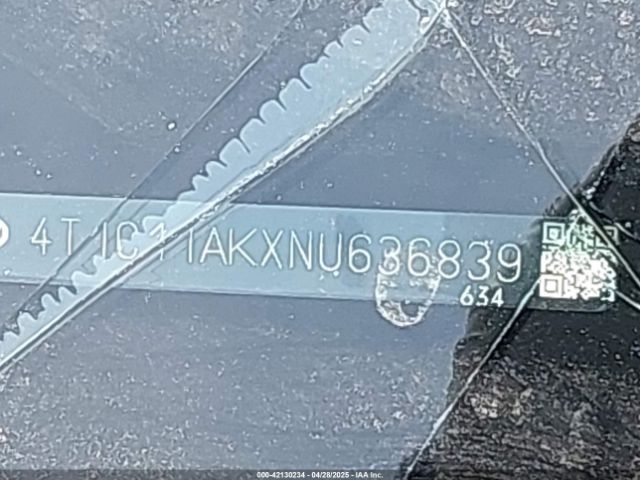 4T1C11AKXNU636839
634
000-42130234 - 04/28/2025 - IAA Inc.